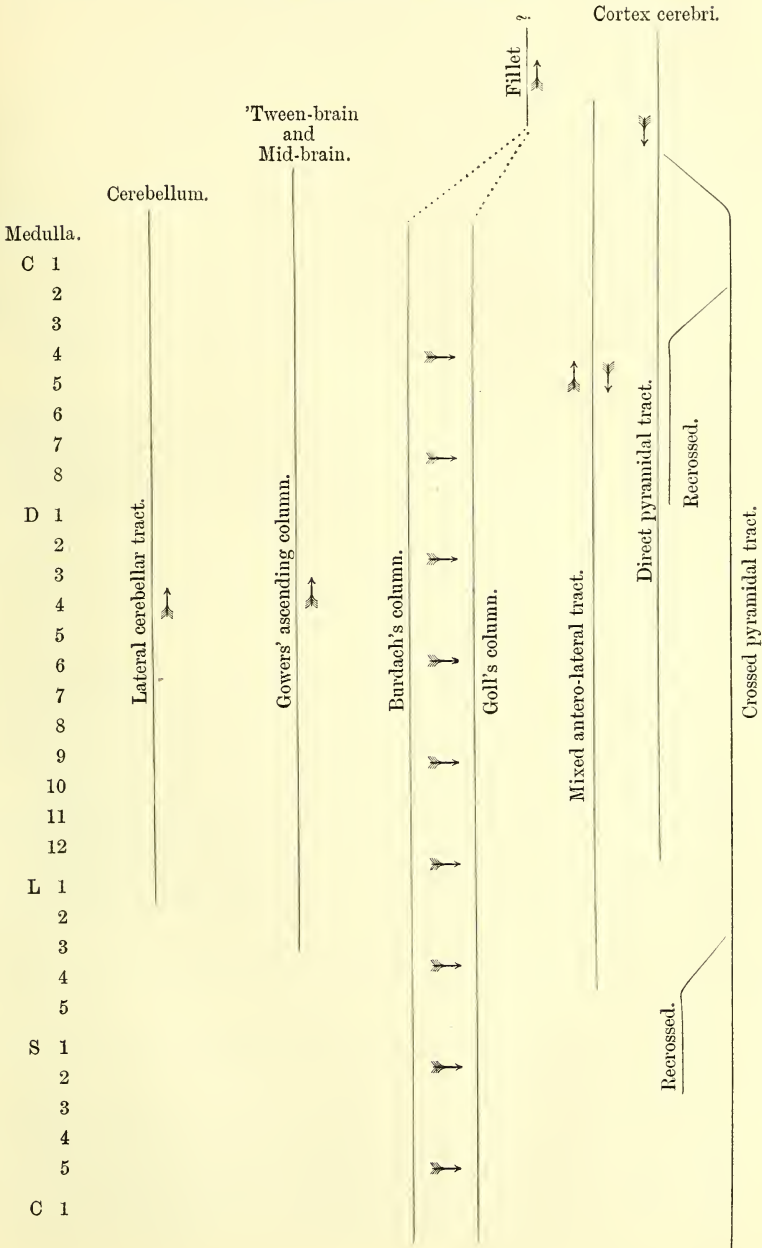 Cortex cerebri.
?
Fillet
'Tween-brain
and
Mid-brain.
Cerebellum.
Medulla.
C 1
2
3
4
5
6
7
8
D 1
2
3
4
5
6
7
8
9
10
11
12
L 1
2
3
4
5
S 1
2
3
4
5
C 1
Lateral cerebellar tract.
Gowers' ascending column.
Burdach's column.
Goll's column.
Mixed antero-lateral tract.
Direct pyramidal tract.
Recrossed.
Recrossed.
Crossed pyramidal tract.